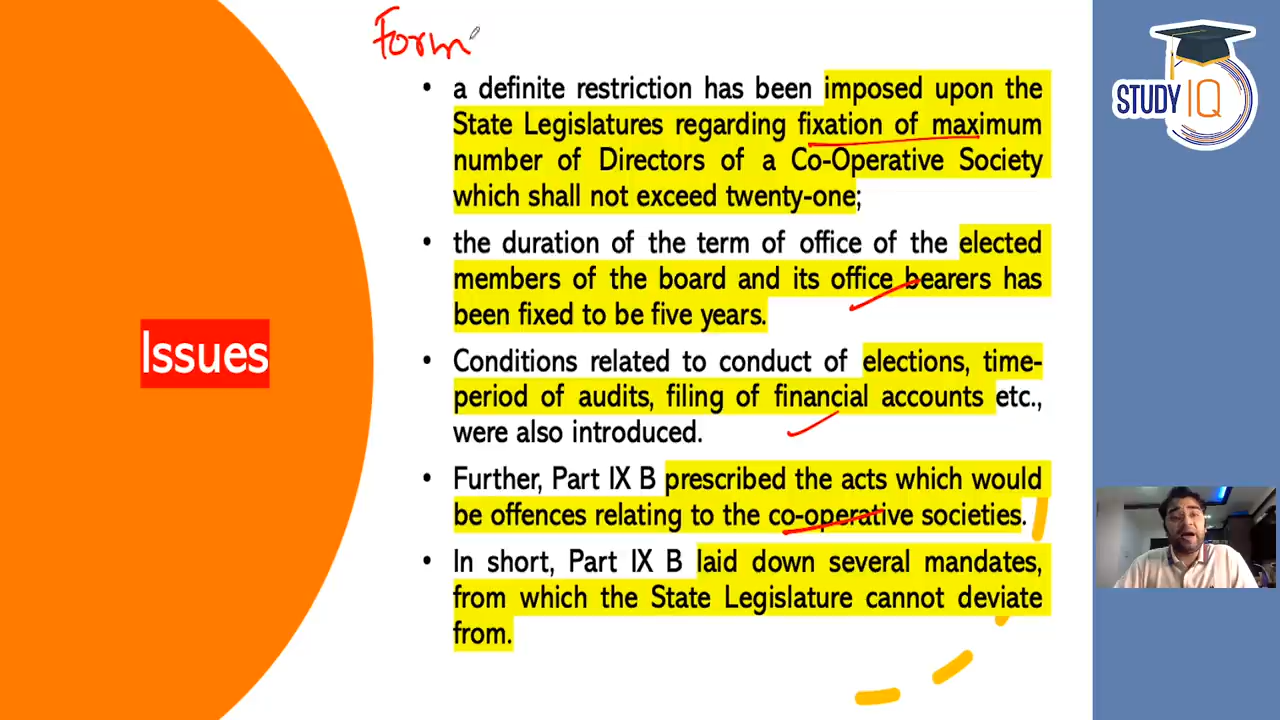 Form
• a definite restriction has been imposed upon the
State Legislatures regarding fixation of maximum
number of Directors of a Co-Operative Society
which shall not exceed twenty-one;
• the duration of the term of office of the elected
members of the board and its office bearers has
been fixed to be five years.
• Conditions related to conduct of elections, time-
period of audits, filing of financial accounts etc.,
were also introduced.
• Further, Part IX B prescribed the acts which would
be offences relating to the co-operative societies.
• In short, Part IX B laid down several mandates,
from which the State Legislature cannot deviate
from.
Issues
STUDY IQ